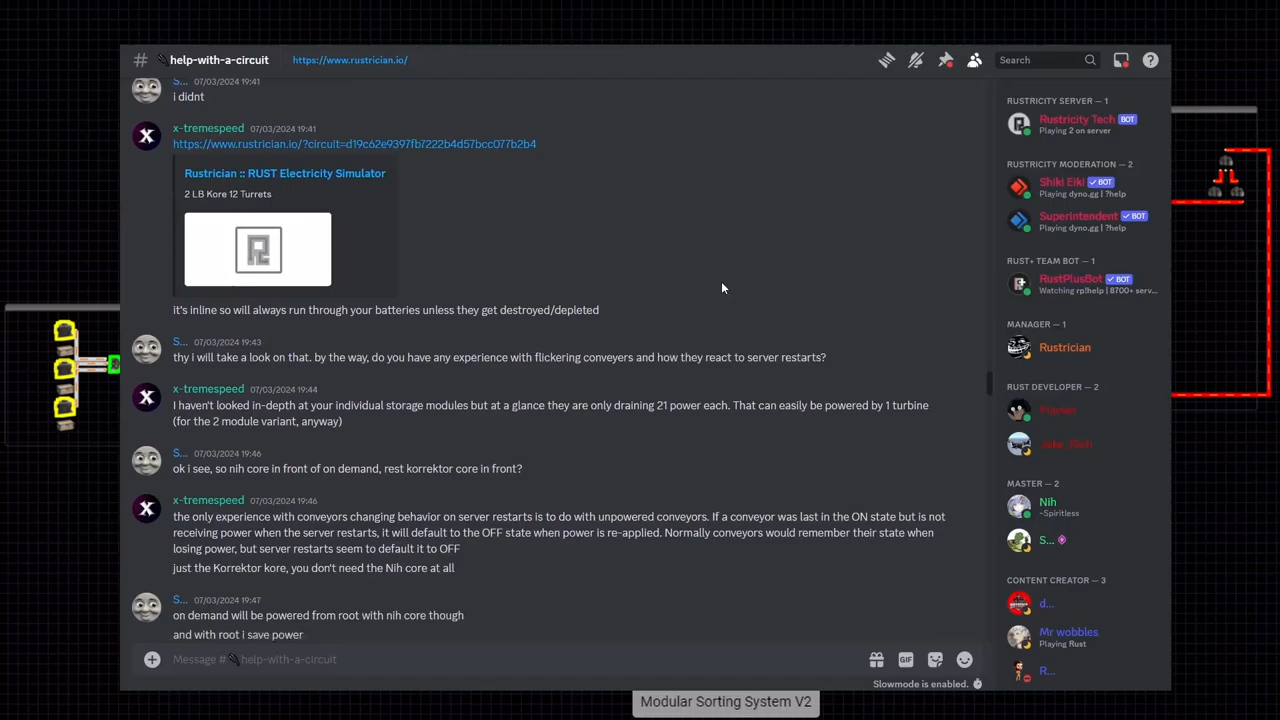 # help-with-a-circuit https://www.rustrician.io/
Search
S... 07/03/2024 19:41
i didnt
x-tremespeed 07/03/2024 19:41
https://www.rustrician.io/?circuit=d19c62e9397fb7222b4d57bcc077b2b4
Rustrician :: RUST Electricity Simulator
2 LB Kore 12 Turrets
it's inline so will always run through your batteries unless they get destroyed/depleted
S... 07/03/2024 19:43
thy i will take a look on that. by the way, do you have any experience with flickering conveyers and how they react to server restarts?
x-tremespeed 07/03/2024 19:44
I haven't looked in-depth at your individual storage modules but at a glance they are only draining 21 power each. That can easily be powered by 1 turbine
(for the 2 module variant, anyway)
S... 07/03/2024 19:46
ok i see, so nih core in front of on demand, rest korrektor core in front?
x-tremespeed 07/03/2024 19:46
the only experience with conveyors changing behavior on server restarts is to do with unpowered conveyors. If a conveyor was last in the ON state but is not
receiving power when the server restarts, it will default to the OFF state when power is re-applied. Normally conveyors would remember their state when
losing power, but server restarts seem to default it to OFF
just the Korrektor kore, you don't need the Nih core at all
S... 07/03/2024 19:47
on demand will be powered from root with nih core though
and with root i save power
Message # help-with-a-circuit
GIF
Slowmode is enabled.
RUSTRICITY SERVER — 1
Rustricity Tech BOT
Playing 2 on server
RUSTRICITY MODERATION — 2
Shiki Eiki BOT
Playing dyno.gg | ?help
Superintendent BOT
Playing dyno.gg | ?help
RUST+ TEAM BOT — 1
RustPlusBot BOT
Watching rp!help | 8700+ serv...
MANAGER — 1
Rustrician
RUST DEVELOPER — 2
MASTER — 2
Nih
~Spiritless
S...
CONTENT CREATOR — 3
d...
Mr wobbles
Playing Rust
R...
Modular Sorting System V2